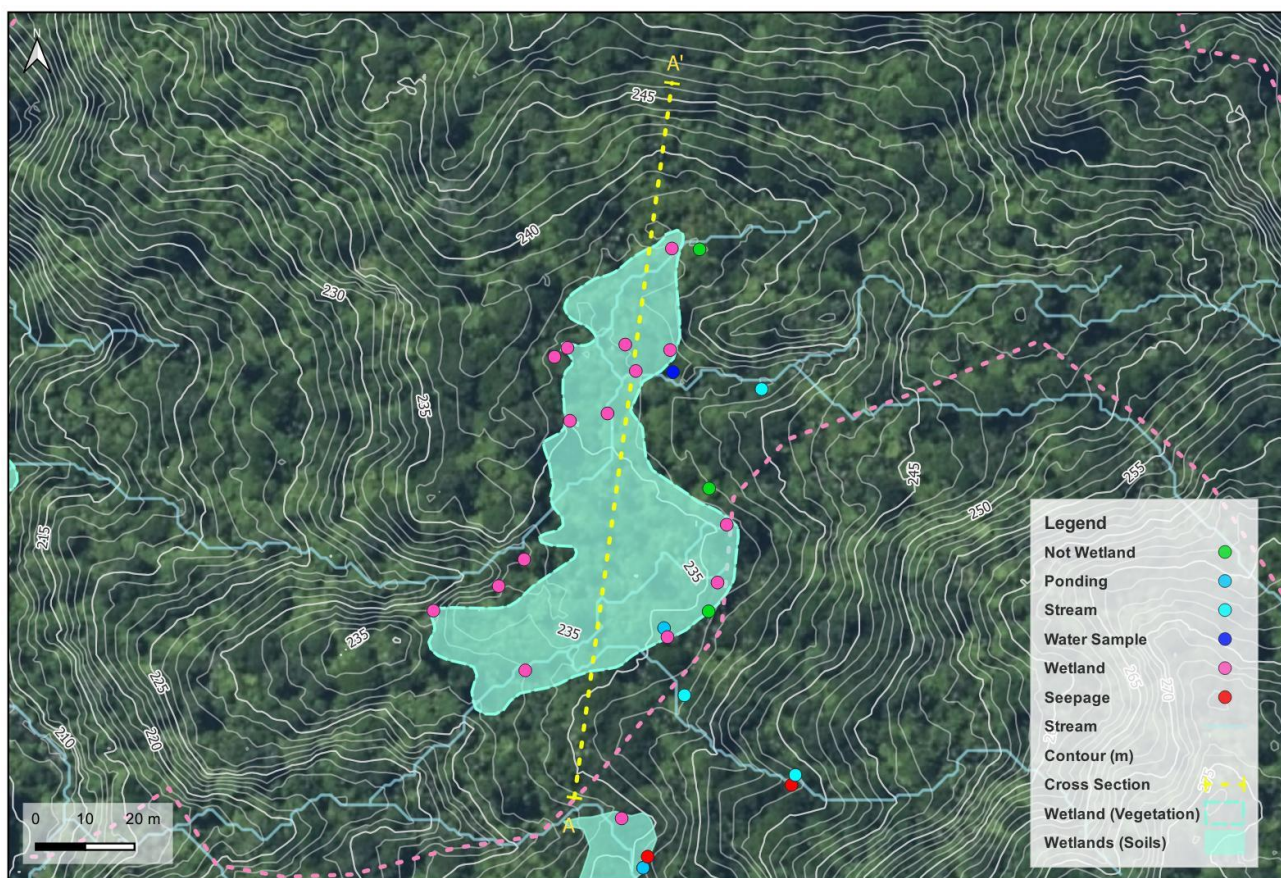 N
A'
245
240
230
235
255
245
250
215
235
235
235
225
210
220
265
270
275
A
0 10 20 m
Legend
Not Wetland
Ponding
Stream
Water Sample
Wetland
Seepage
Stream
Contour (m)
Cross Section
Wetland (Vegetation)
Wetlands (Soils)